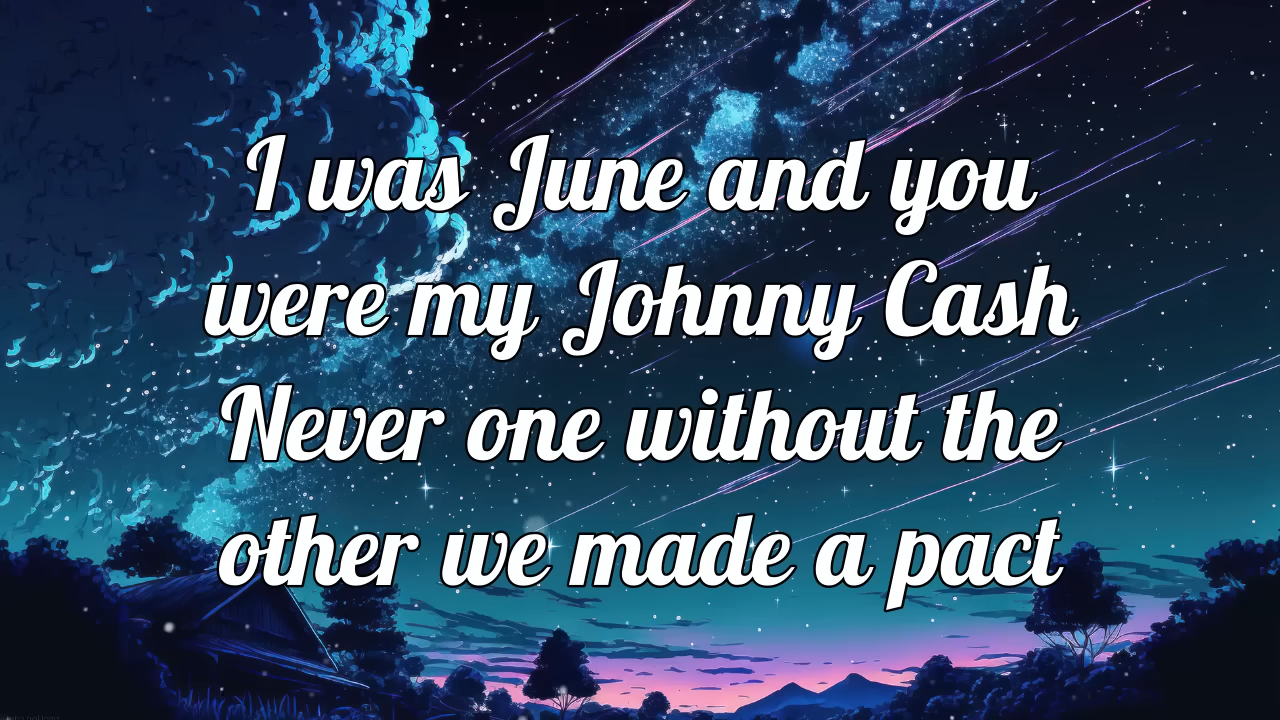 I was June and you
were my Johnny Cash
Never one without the
other we made a pact